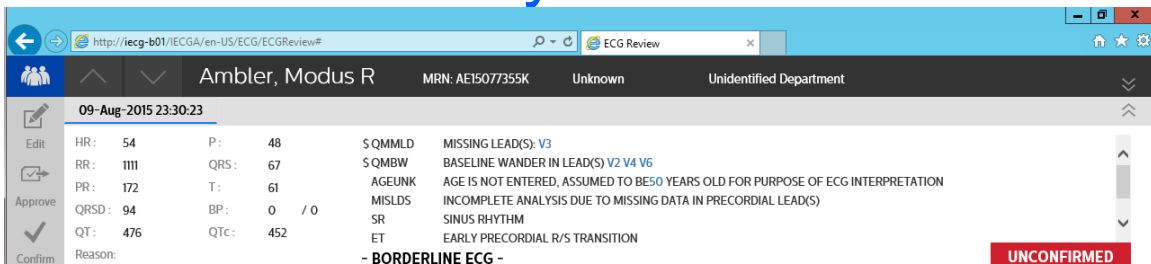 http://iecg-b01/IECGA/en-US/ECG/ECGReview# ECG Review
Ambler, Modus R MRN: AE15077355K Unknown Unidentified Department
09-Aug-2015 23:30:23
Edit
Approve
Confirm
HR: 54 P: 48 $QMMLD MISSING LEAD(S): V3
RR: 1111 QRS: 67 $QMBW BASELINE WANDER IN LEAD(S) V2 V4 V6
PR: 172 T: 61 AGEUNK AGE IS NOT ENTERED, ASSUMED TO BE50 YEARS OLD FOR PURPOSE OF ECG INTERPRETATION
QRSD: 94 BP: 0 / 0 MISLDS INCOMPLETE ANALYSIS DUE TO MISSING DATA IN PRECORDIAL LEAD(S)
SR SINUS RHYTHM
QT: 476 QTc: 452 ET EARLY PRECORDIAL R/S TRANSITION
Reason: - BORDERLINE ECG - UNCONFIRMED